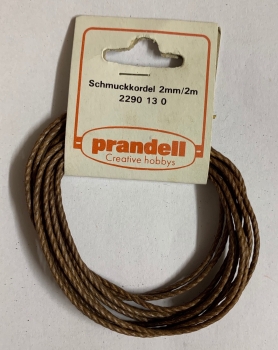 Schmuckkordel 2mm/2m
2290 13 0
prandell
Creative hobbys